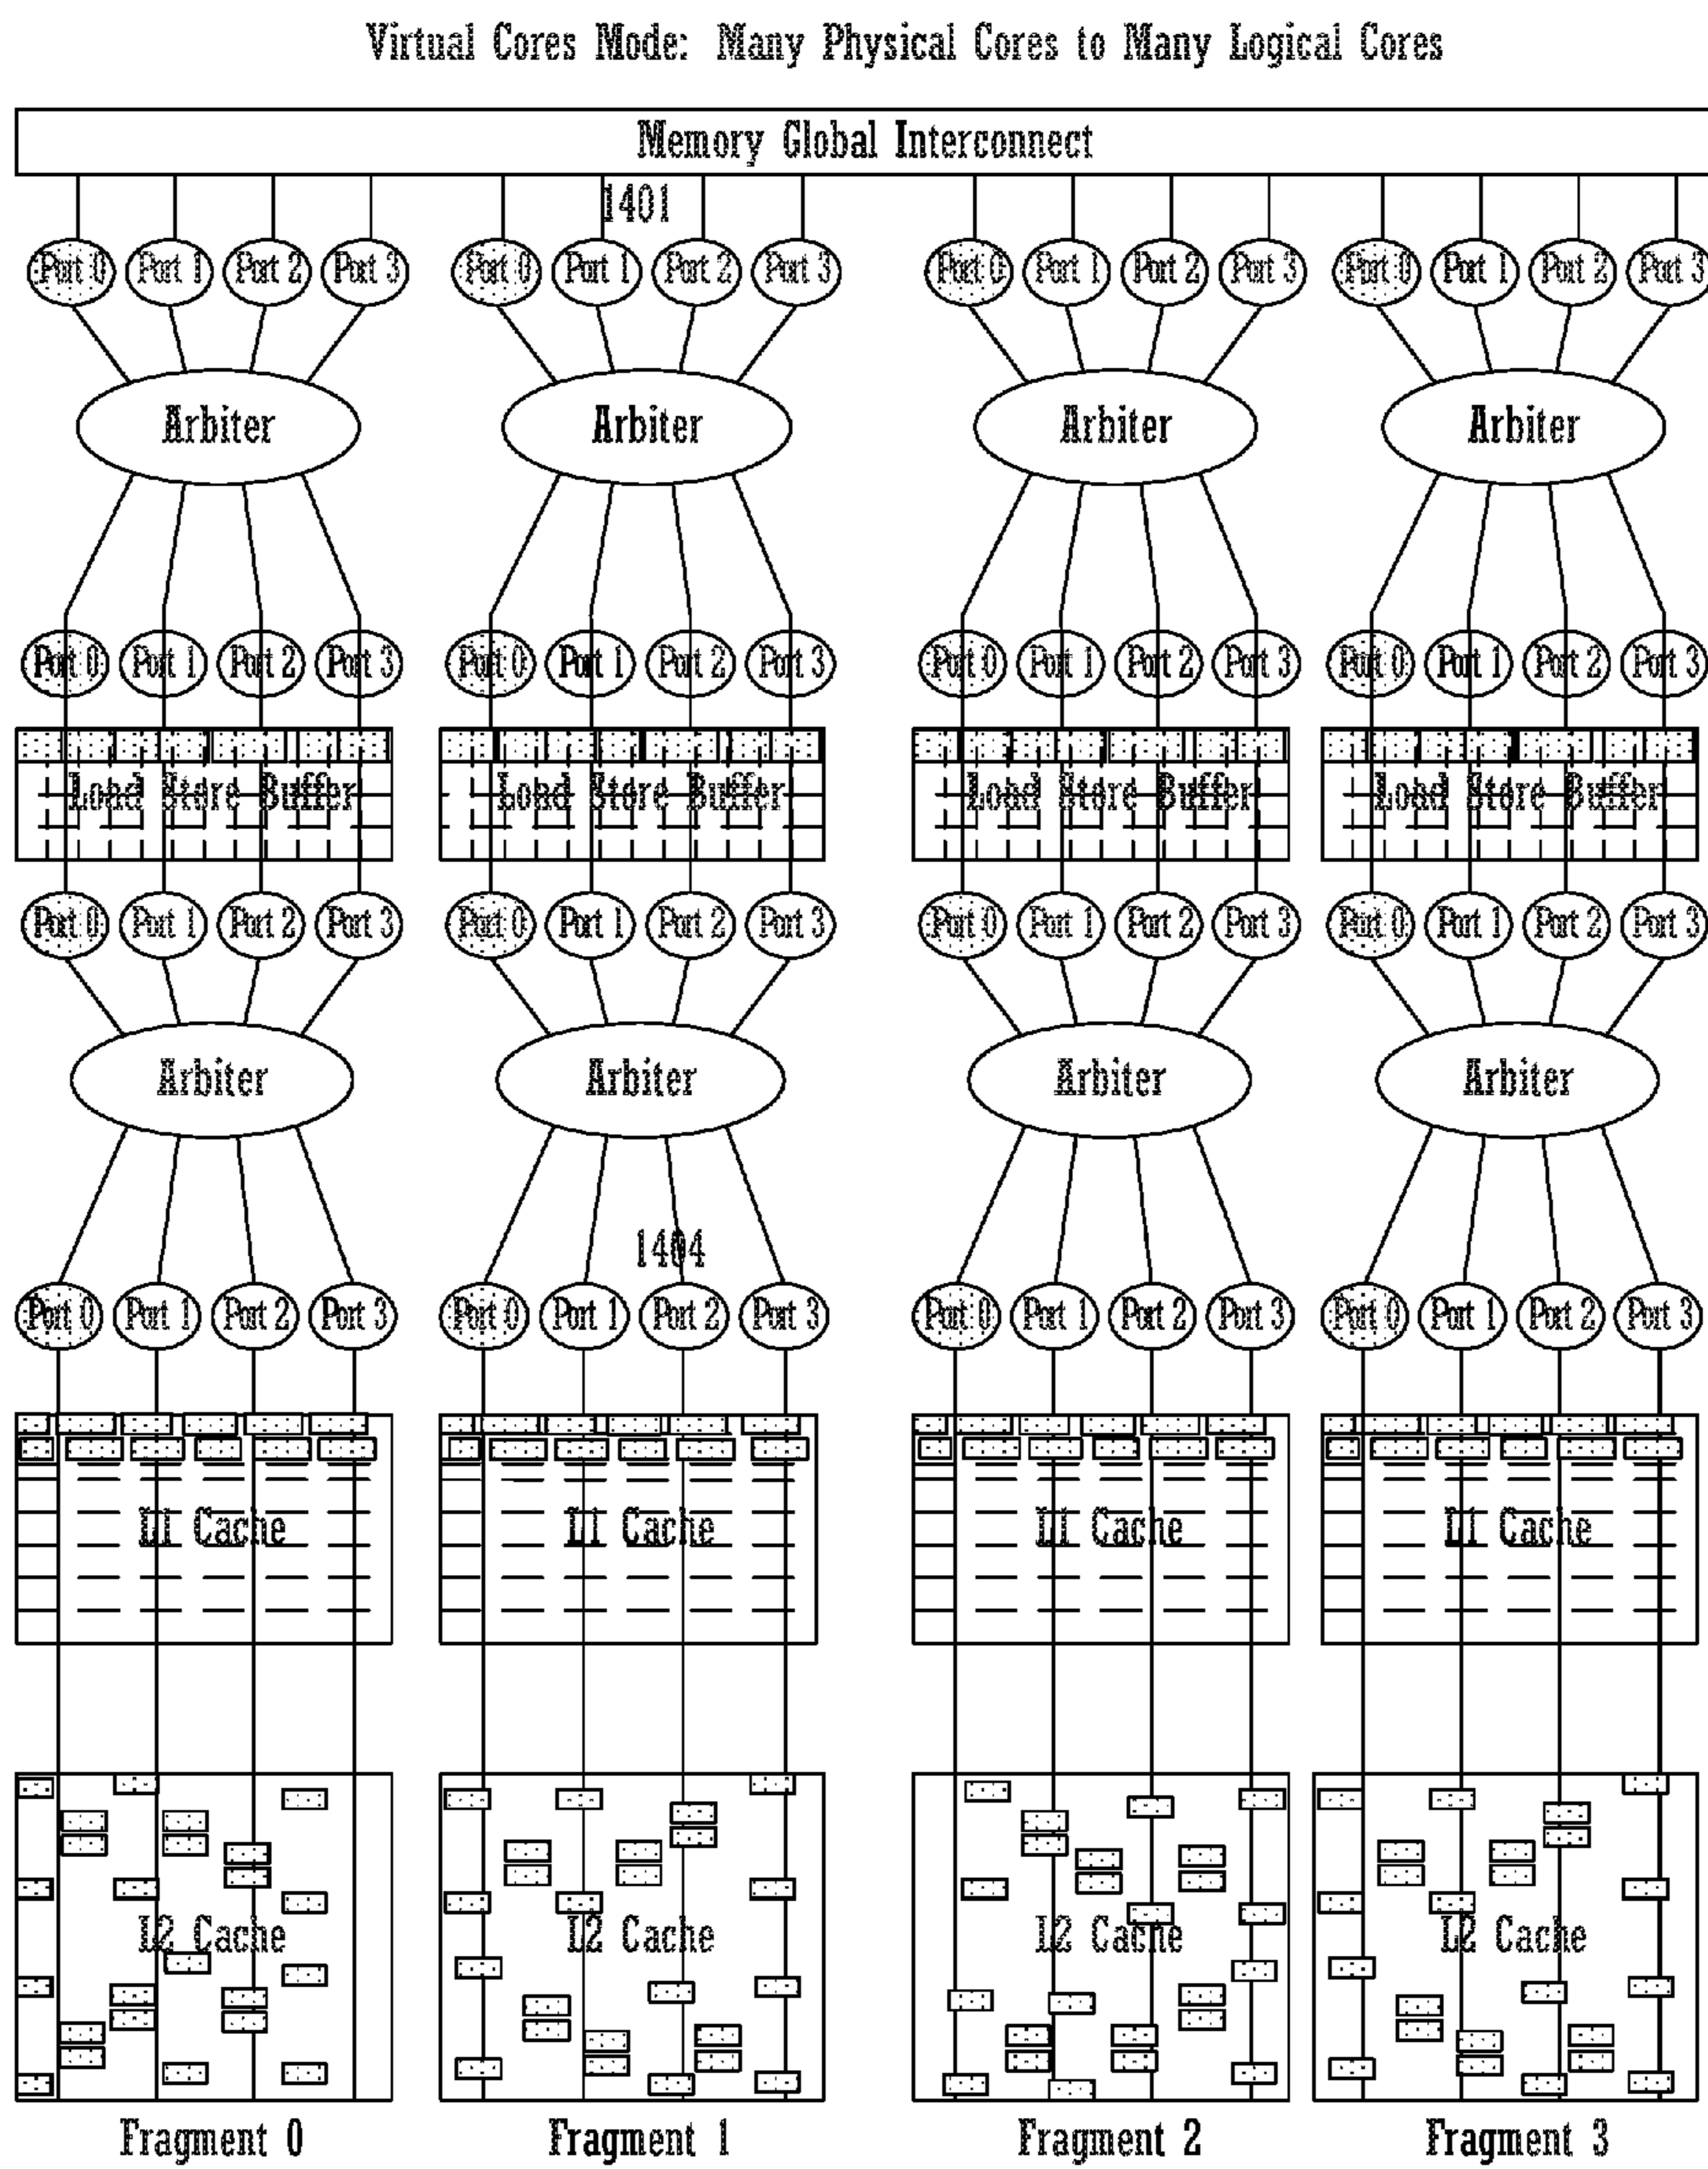 Virtual Cores Mode: Many Physical Cores to Many Logical Cores
Memory Global Interconnect
1401
Port 0 Port 1 Port 2 Port 3 Port 0 Port 1 Port 2 Port 3 Port 0 Port 1 Port 2 Port 3 Port 0 Port 1 Port 2 Port 3
Arbiter Arbiter Arbiter Arbiter
Port 0 Port 1 Port 2 Port 3 Port 0 Port 1 Port 2 Port 3 Port 0 Port 1 Port 2 Port 3 Port 0 Port 1 Port 2 Port 3
Load Store Buffer Load Store Buffer Load Store Buffer Load Store Buffer
Port 0 Port 1 Port 2 Port 3 Port 0 Port 1 Port 2 Port 3 Port 0 Port 1 Port 2 Port 3 Port 0 Port 1 Port 2 Port 3
Arbiter Arbiter Arbiter Arbiter
1404
Port 0 Port 1 Port 2 Port 3 Port 0 Port 1 Port 2 Port 3 Port 0 Port 1 Port 2 Port 3 Port 0 Port 1 Port 2 Port 3
L1 Cache L1 Cache L1 Cache L1 Cache
L2 Cache L2 Cache L2 Cache L2 Cache
Fragment 0 Fragment 1 Fragment 2 Fragment 3